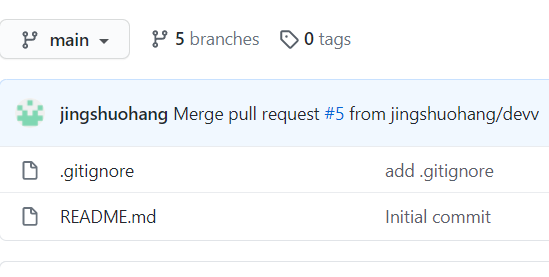 main 5 branches 0 tags
jingshuohang Merge pull request #5 from jingshuohang/devv
.gitignore add .gitignore
README.md Initial commit